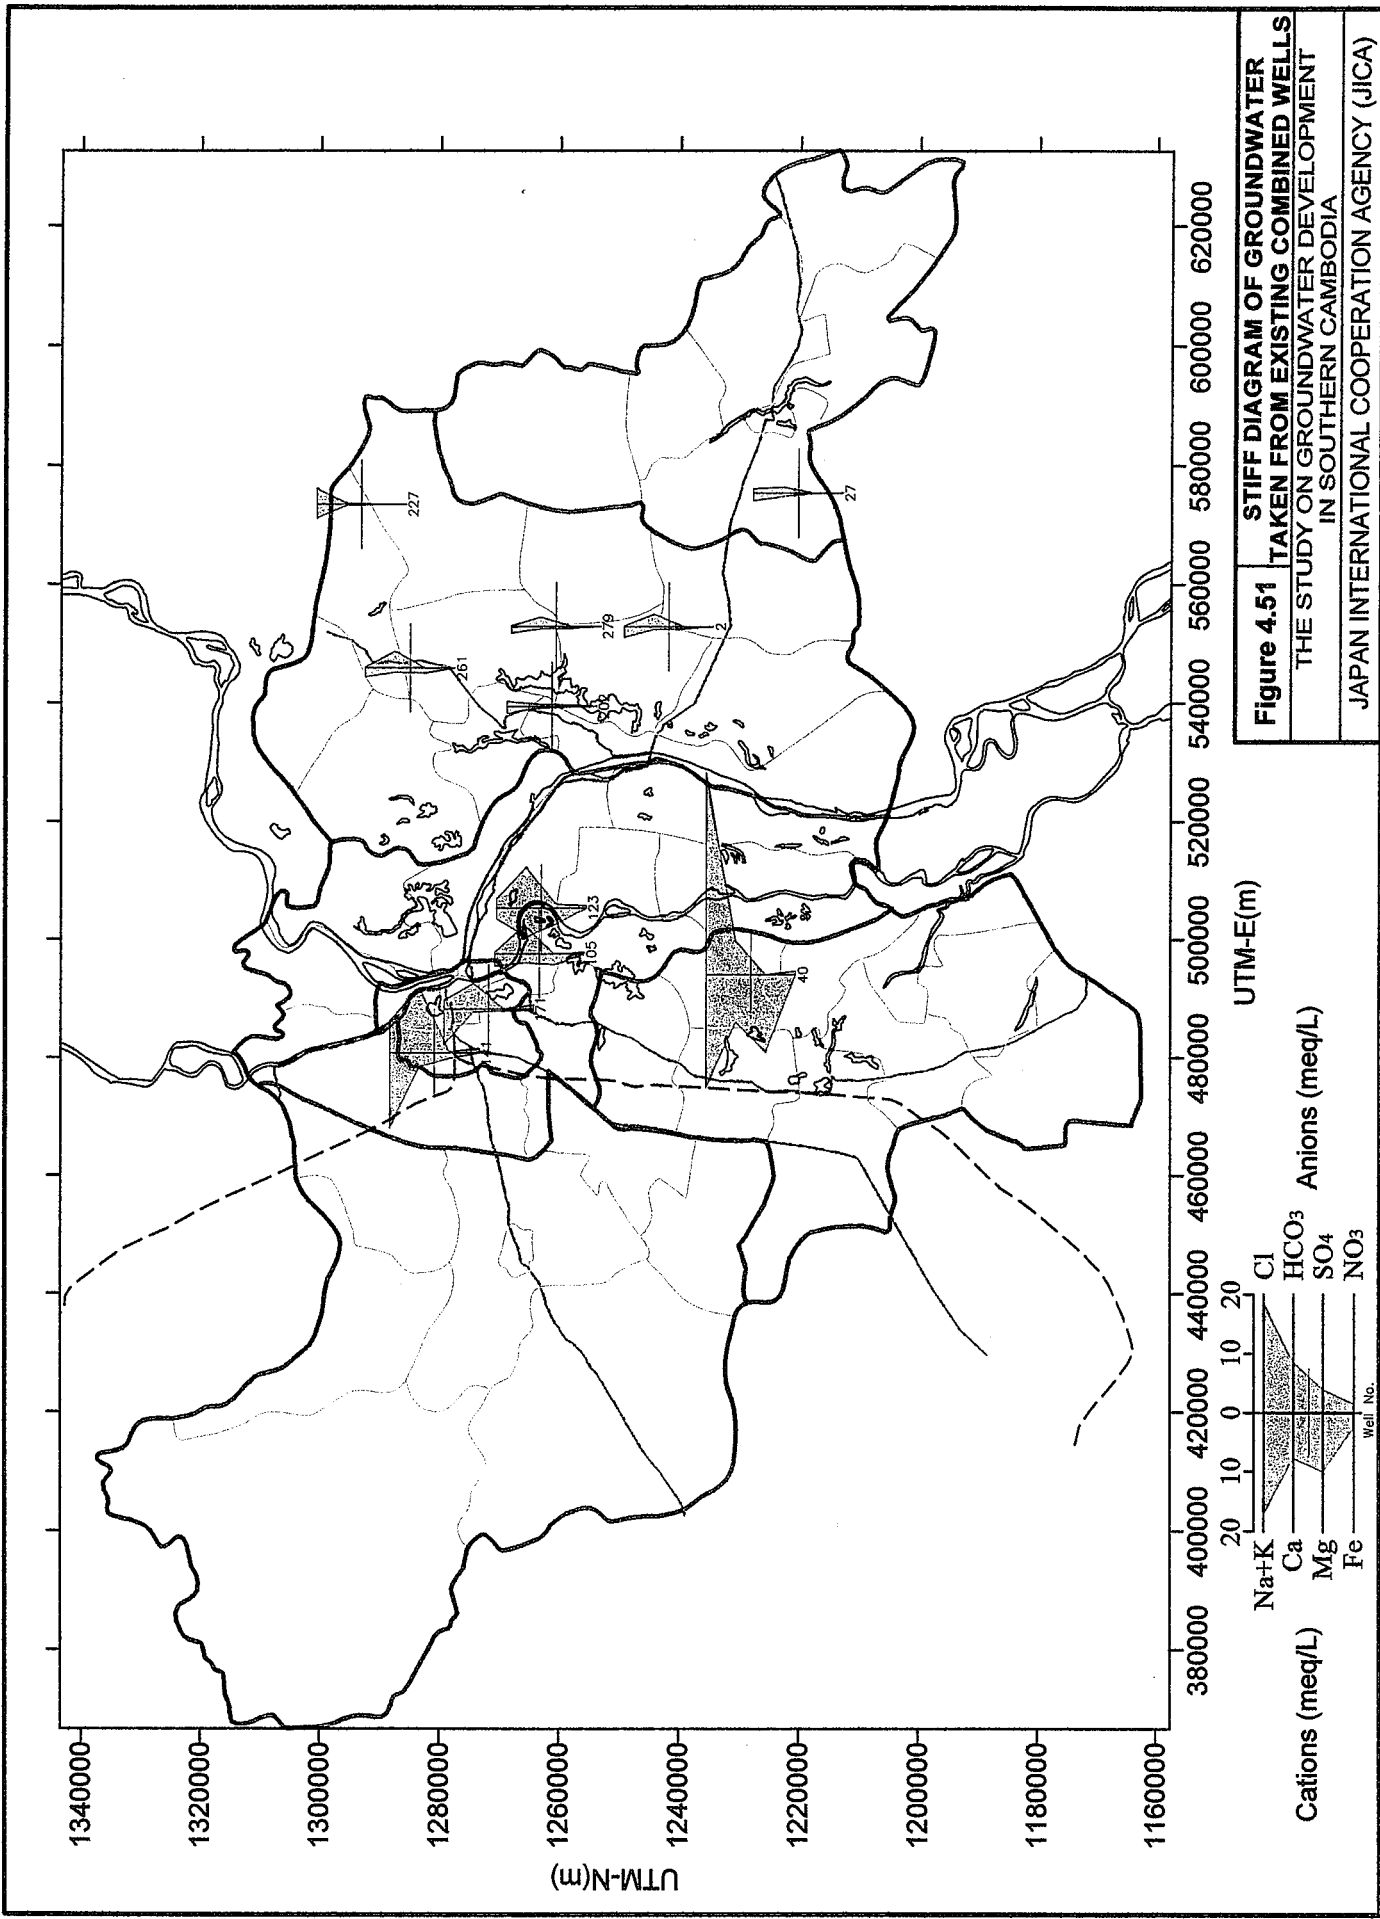 UTM-N(m)
1340000
1320000
1300000
1280000
1260000
1240000
1220000
1200000
1180000
1160000
227
261
279
2
27
123
105
40
380000 400000 420000 440000 460000 480000 500000 520000 540000 560000 580000 600000 620000
UTM-E(m)
Cations (meq/L)
Anions (meq/L)
20 10 0 10 20
Na+K Cl
Ca HCO3
Mg SO4
Fe NO3
Well No.
Figure 4.51
STIFF DIAGRAM OF GROUNDWATER
TAKEN FROM EXISTING COMBINED WELLS
THE STUDY ON GROUNDWATER DEVELOPMENT
IN SOUTHERN CAMBODIA
JAPAN INTERNATIONAL COOPERATION AGENCY (JICA)